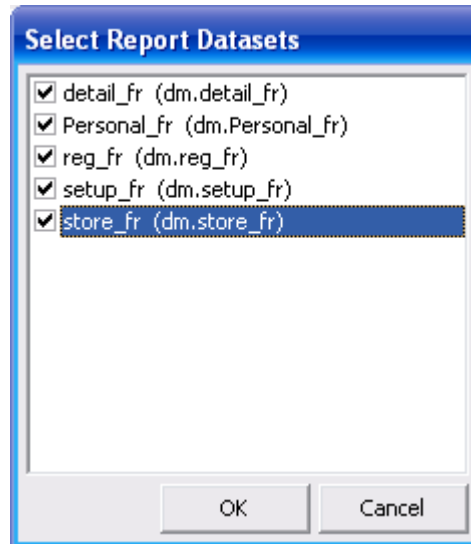 Select Report Datasets
detail_fr (dm.detail_fr)
Personal_fr (dm.Personal_fr)
reg_fr (dm.reg_fr)
setup_fr (dm.setup_fr)
store_fr (dm.store_fr)
OK Cancel